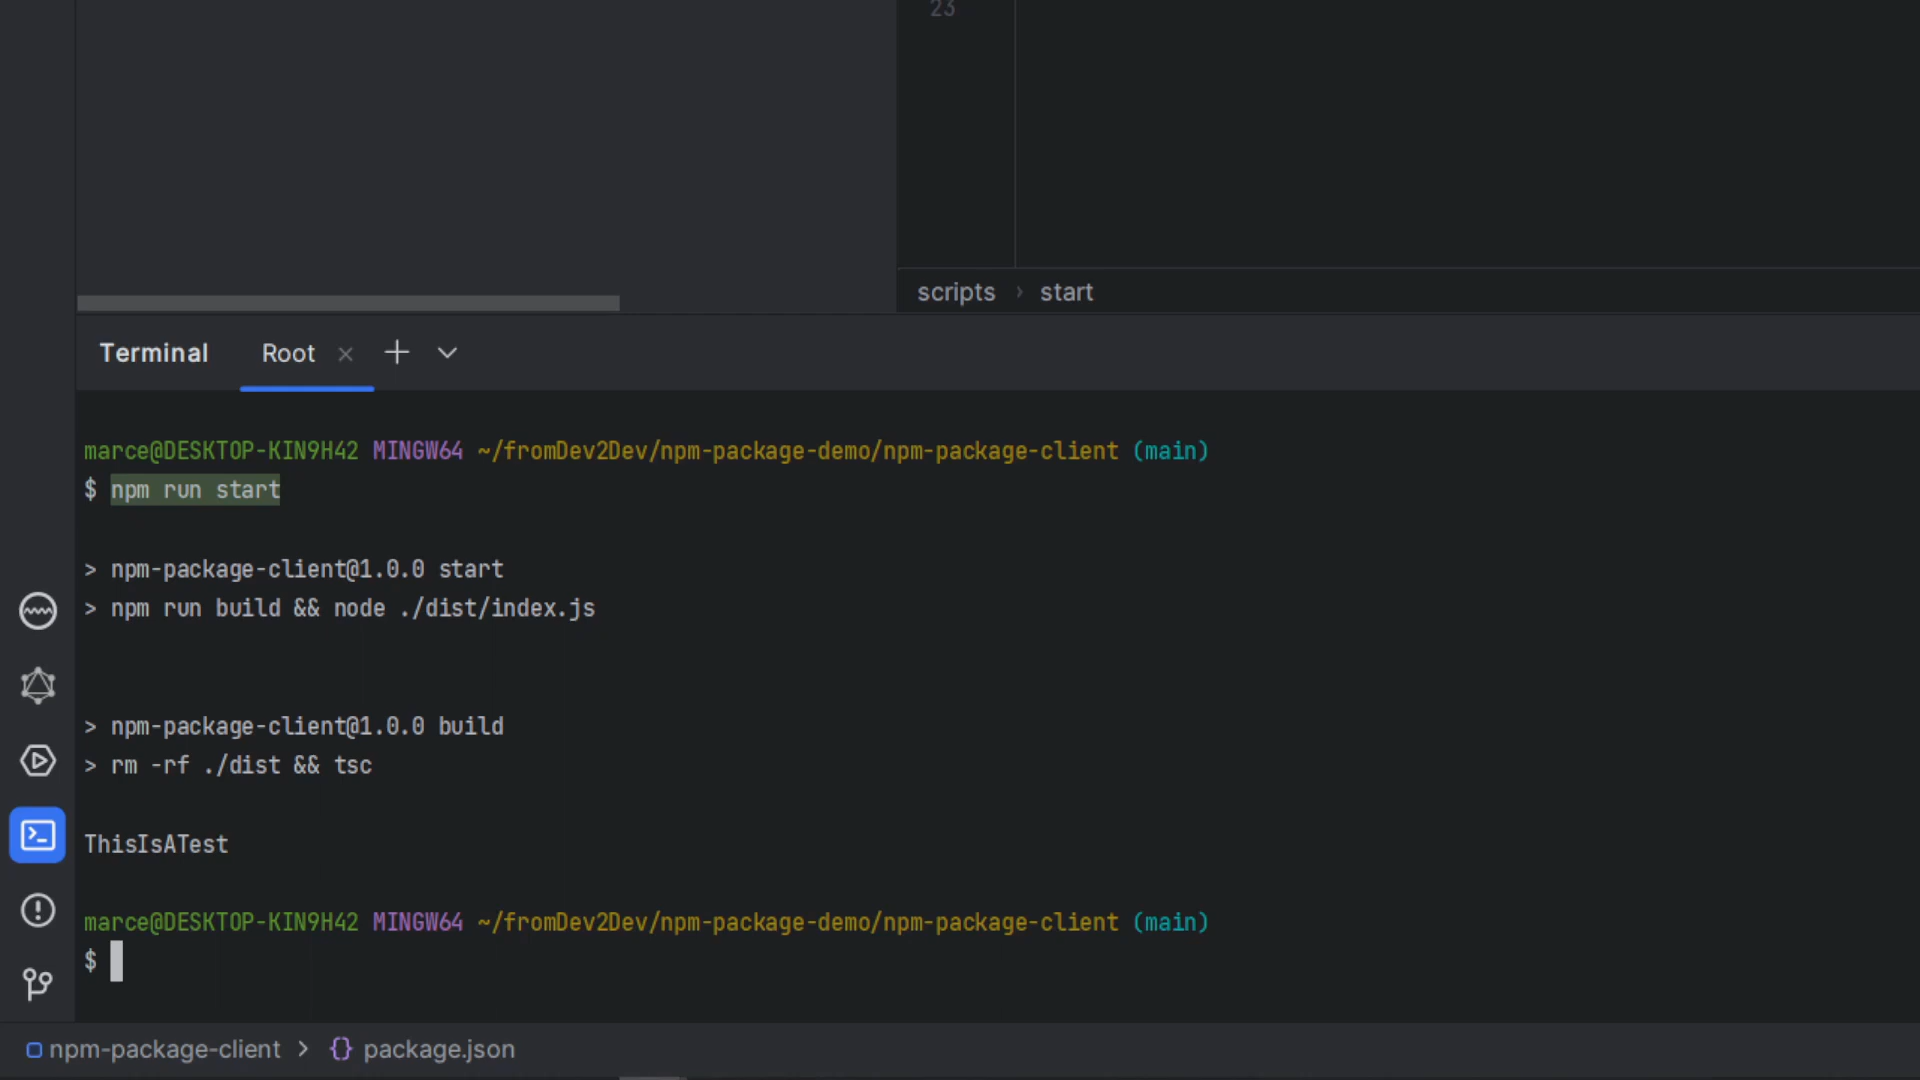 23
scripts › start
Terminal Root
marce@DESKTOP-KIN9H42 MINGW64 ~/fromDev2Dev/npm-package-demo/npm-package-client (main)
$ npm run start
> npm-package-client@1.0.0 start
> npm run build && node ./dist/index.js
> npm-package-client@1.0.0 build
> rm -rf ./dist && tsc
ThisIsATest
marce@DESKTOP-KIN9H42 MINGW64 ~/fromDev2Dev/npm-package-demo/npm-package-client (main)
$
npm-package-client > {} package.json